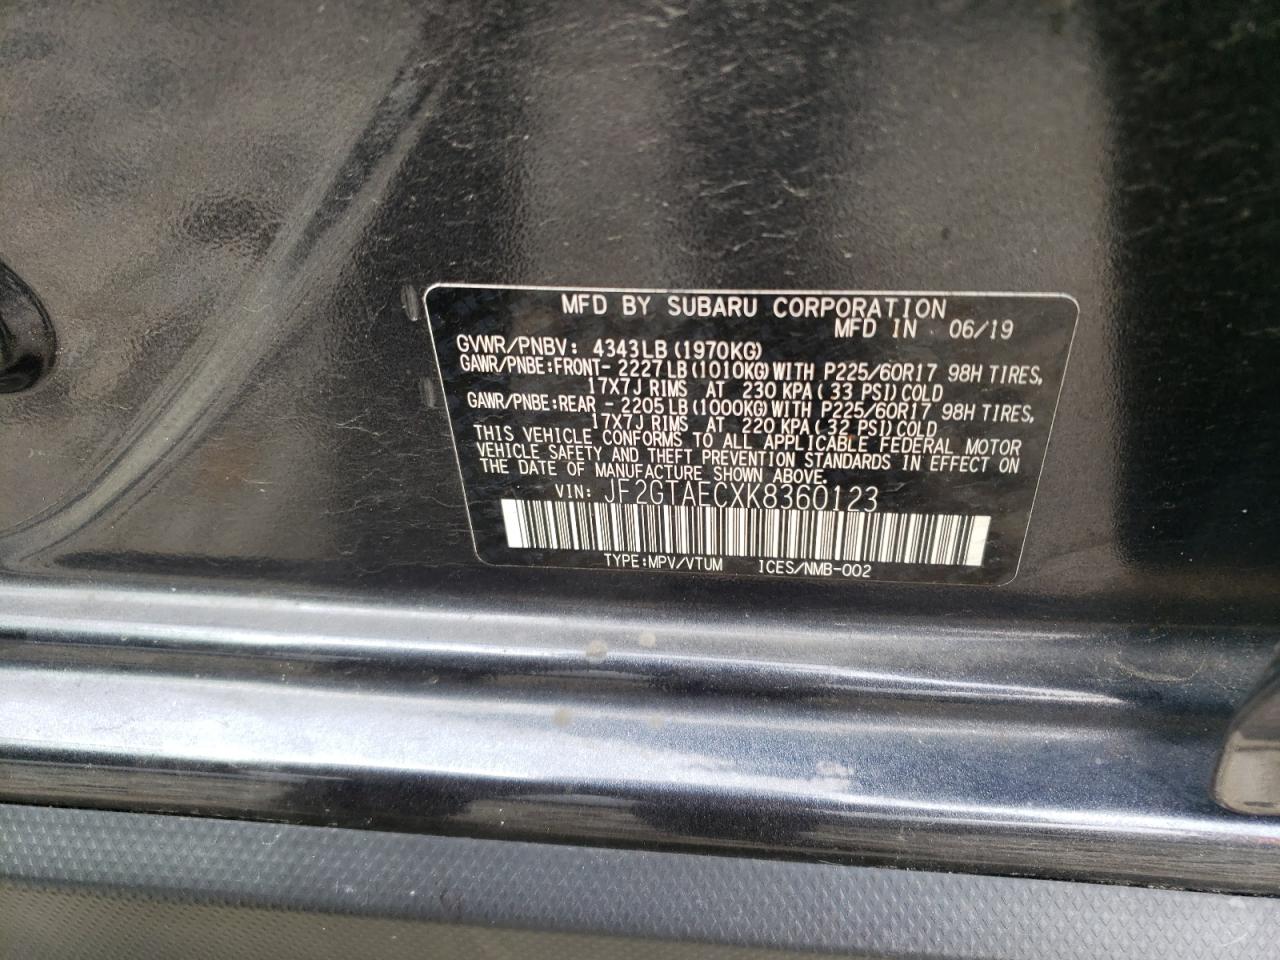 MFD BY SUBARU CORPORATION
MFD IN 06/19
GVWR/PNBV: 4343LB(1970KG)
GAWR/PNBE:FRONT-2227LB(1010KG)WITH P225/60R17 98H TIRES,
17X7J RIMS AT 230 KPA(33 PSI)COLD
GAWR/PNBE:REAR -2205LB(1000KG)WITH P225/60R17 98H TIRES,
17X7J RIMS AT 220 KPA(32 PSI)COLD
THIS VEHICLE CONFORMS TO ALL APPLICABLE FEDERAL MOTOR
VEHICLE SAFETY AND THEFT PREVENTION STANDARDS IN EFFECT ON
THE DATE OF MANUFACTURE SHOWN ABOVE.
VIN: JF2GTAECXK8360123
TYPE:MPV/VTUM ICES/NMB-002